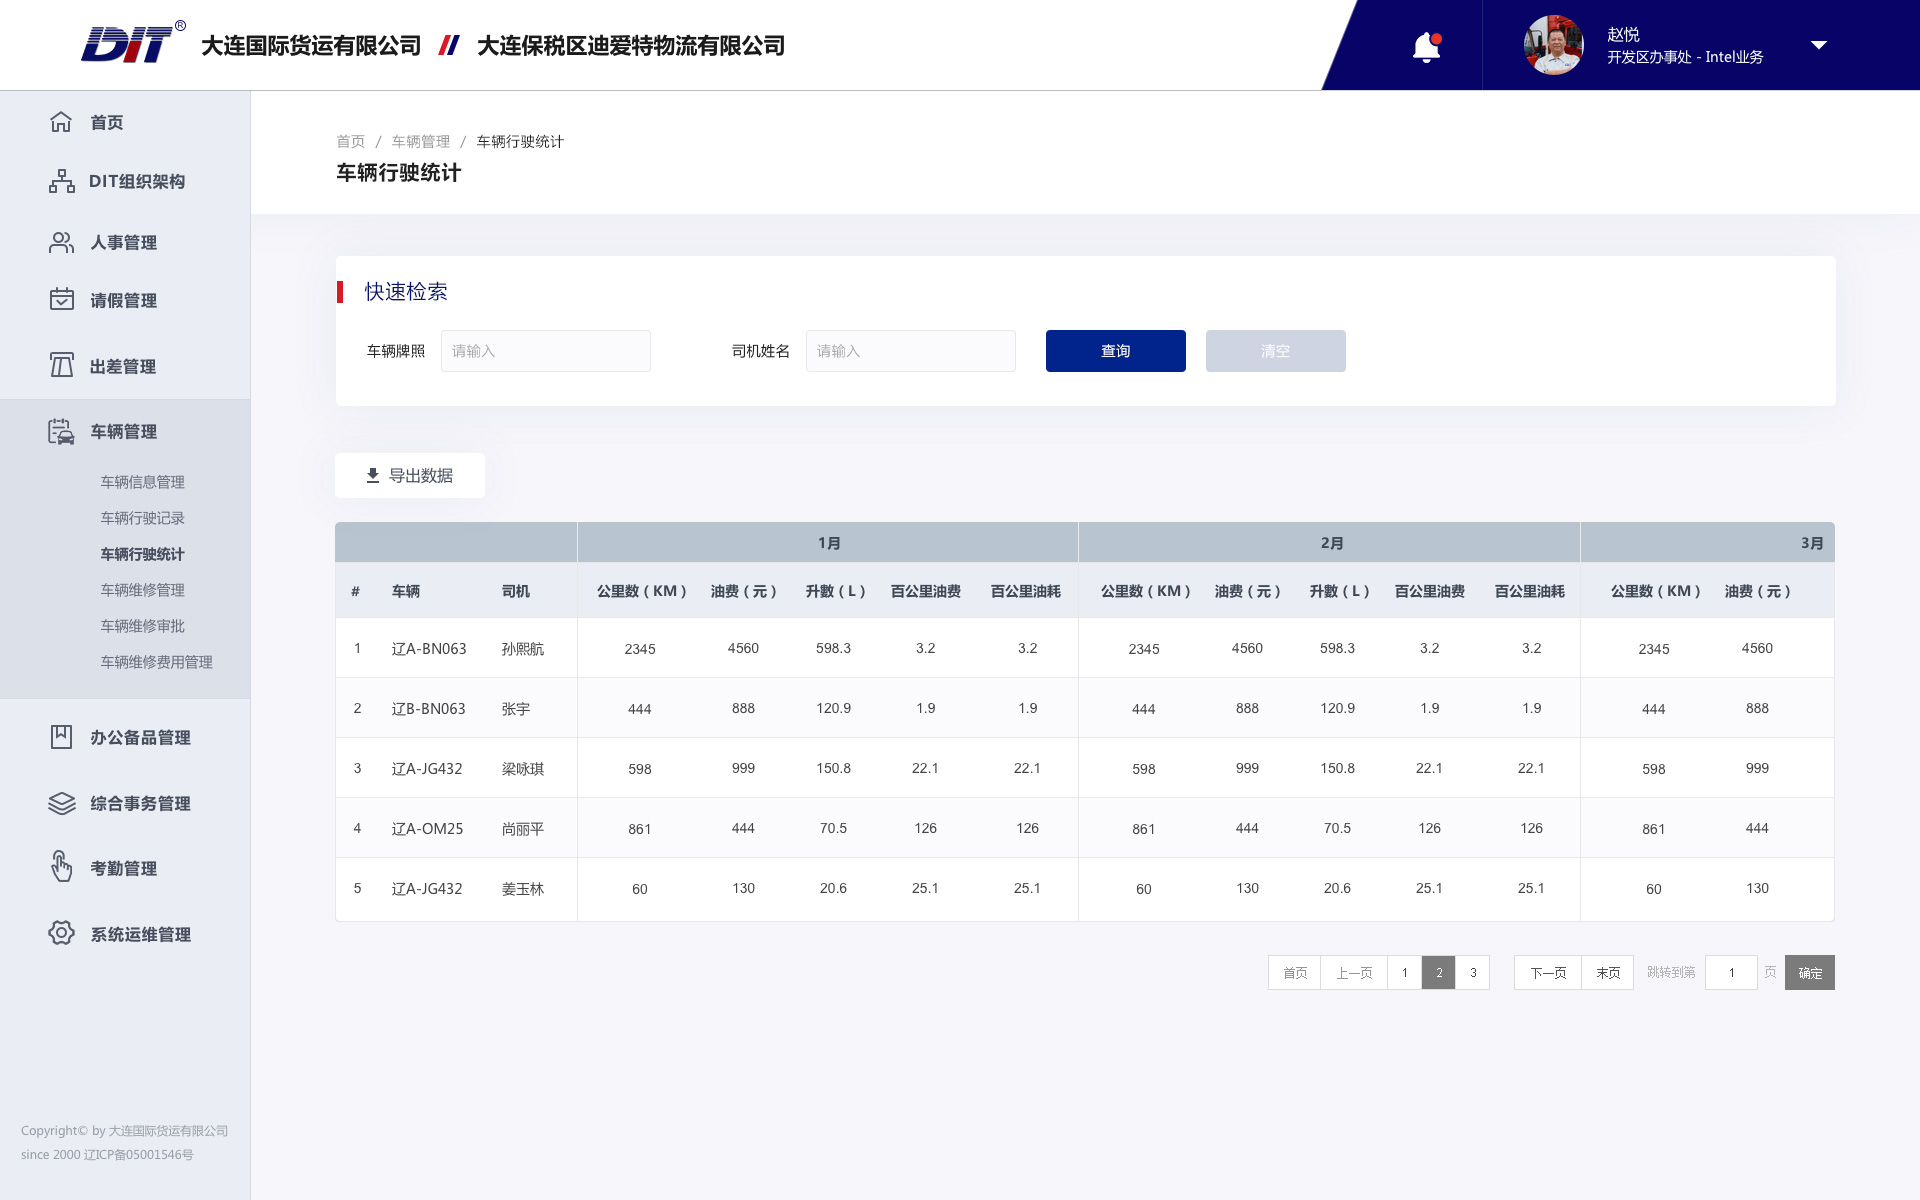 DIT® 大连国际货运有限公司 // 大连保税区迪爱特物流有限公司
赵悦
开发区办事处 - Intel业务
首页
DIT组织架构
人事管理
请假管理
出差管理
车辆管理
车辆信息管理
车辆行驶记录
车辆行驶统计
车辆维修管理
车辆维修审批
车辆维修费用管理
办公备品管理
综合事务管理
考勤管理
系统运维管理
Copyright© by 大连国际货运有限公司
since 2000 辽ICP备05001546号
首页 / 车辆管理 / 车辆行驶统计
车辆行驶统计
快速检索
车辆牌照 请输入 司机姓名 请输入 查询 清空
导出数据
1月 2月 3月
# 车辆 司机 公里数（KM） 油费（元） 升數（L） 百公里油费 百公里油耗 公里数（KM） 油费（元） 升數（L） 百公里油费 百公里油耗 公里数（KM） 油费（元）
1 辽A-BN063 孙熙航 2345 4560 598.3 3.2 3.2 2345 4560 598.3 3.2 3.2 2345 4560
2 辽B-BN063 张宇 444 888 120.9 1.9 1.9 444 888 120.9 1.9 1.9 444 888
3 辽A-JG432 梁咏琪 598 999 150.8 22.1 22.1 598 999 150.8 22.1 22.1 598 999
4 辽A-OM25 尚丽平 861 444 70.5 126 126 861 444 70.5 126 126 861 444
5 辽A-JG432 姜玉林 60 130 20.6 25.1 25.1 60 130 20.6 25.1 25.1 60 130
首页 上一页 1 2 3 下一页 末页 跳转到第 1 页 确定